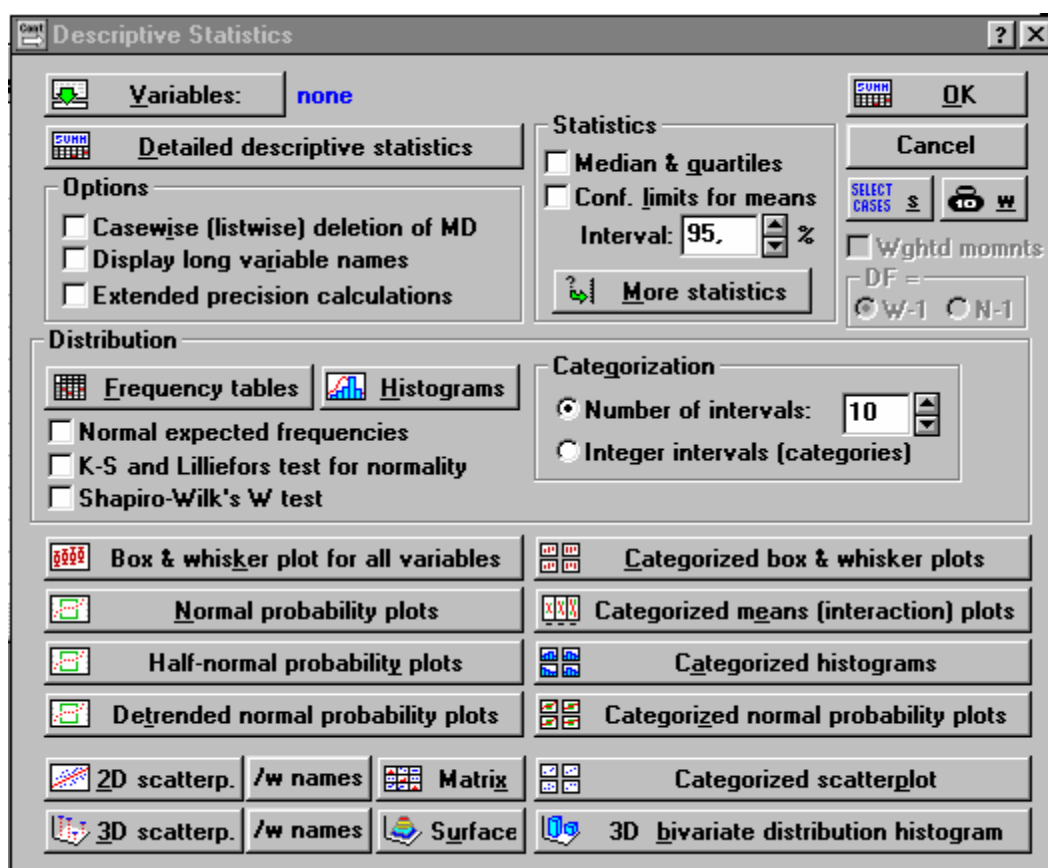 Cont Descriptive Statistics ? X
Variables: none
SUMM OK
SUMM Detailed descriptive statistics
Statistics
Median & quartiles
Conf. limits for means
Interval: 95, %
? More statistics
Cancel
SELECT CASES S W
Wghtd momnts
DF =
W-1 N-1
Options
Casewise (listwise) deletion of MD
Display long variable names
Extended precision calculations
Distribution
Frequency tables Histograms
Normal expected frequencies
K-S and Lilliefors test for normality
Shapiro-Wilk's W test
Categorization
Number of intervals: 10
Integer intervals (categories)
Box & whisker plot for all variables
Categorized box & whisker plots
Normal probability plots
Categorized means (interaction) plots
Half-normal probability plots
Categorized histograms
Detrended normal probability plots
Categorized normal probability plots
2D scatterp. /w names Matrix
Categorized scatterplot
3D scatterp. /w names Surface
3D bivariate distribution histogram